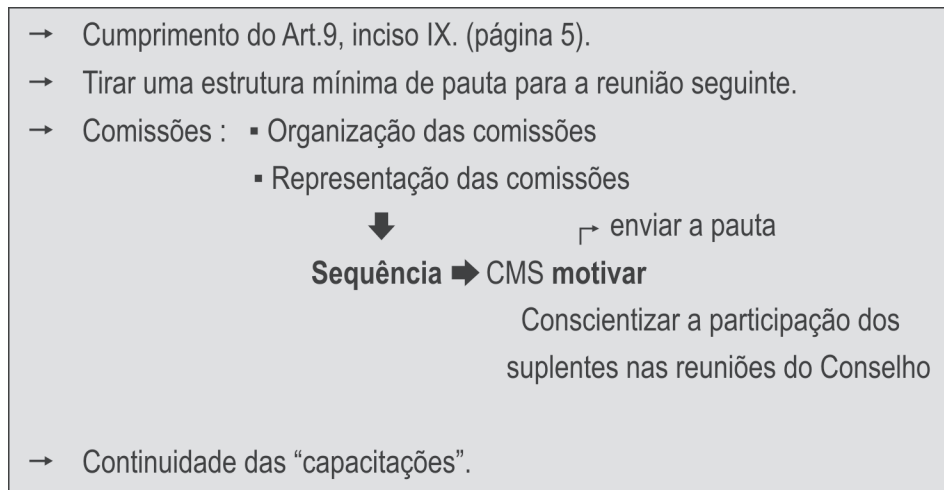 → Cumprimento do Art.9, inciso IX. (página 5).
→ Tirar uma estrutura mínima de pauta para a reunião seguinte.
→ Comissões : ▪ Organização das comissões
▪ Representação das comissões
enviar a pauta
Sequência ➡ CMS motivar
Conscientizar a participação dos
suplentes nas reuniões do Conselho
→ Continuidade das “capacitações”.